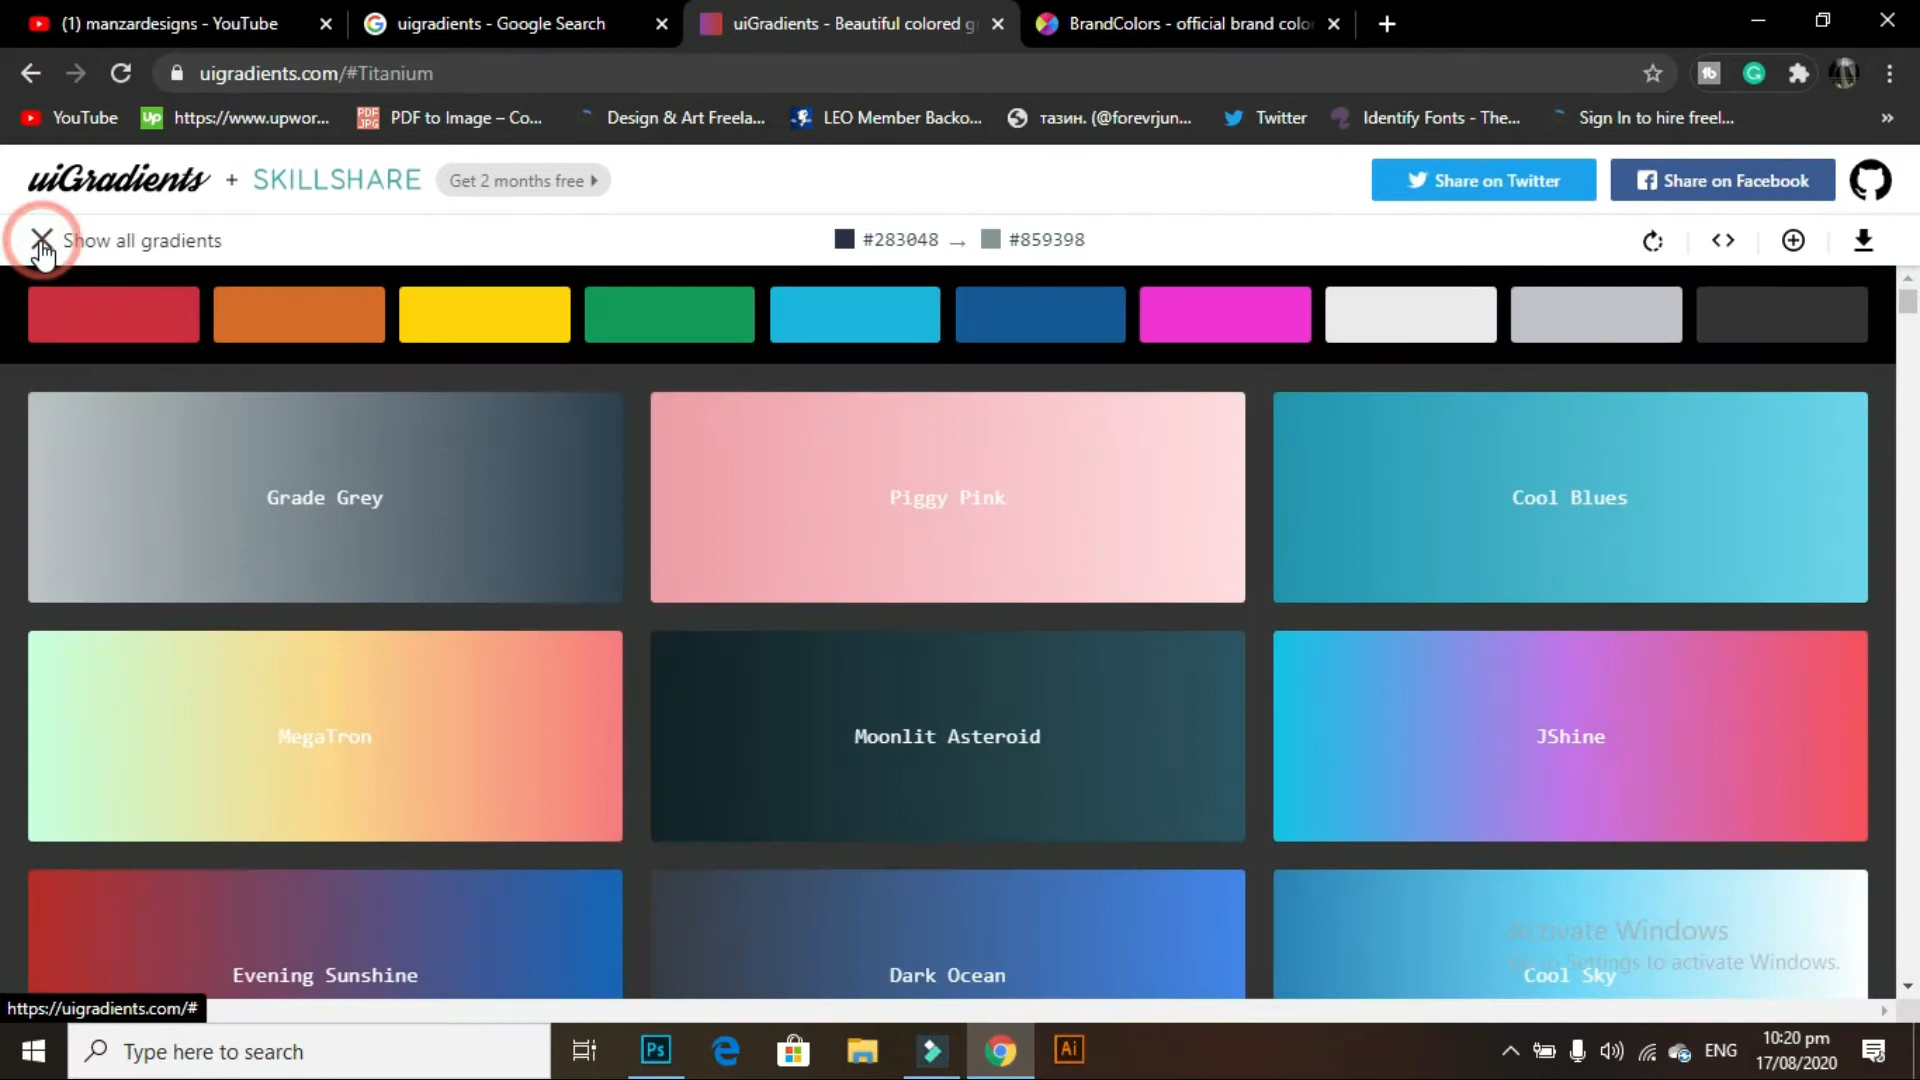 (1) manzardesigns - YouTube
uigradients - Google Search
uiGradients - Beautiful colored g
BrandColors - official brand colo
uigradients.com/#Titanium
YouTube
https://www.upwor...
PDF to Image – Co...
Design & Art Freela...
LEO Member Backo...
тазин. (@forevrjun...
Twitter
Identify Fonts - The...
Sign In to hire freel...
uiGradients + SKILLSHARE
Get 2 months free
Share on Twitter
Share on Facebook
Show all gradients
#283048 → #859398
Grade Grey
Piggy Pink
Cool Blues
MegaTron
Moonlit Asteroid
JShine
Evening Sunshine
Dark Ocean
Cool Sky
Activate Windows
Go to Settings to activate Windows.
https://uigradients.com/#
Type here to search
Ps
Ai
ENG
10:20 pm
17/08/2020